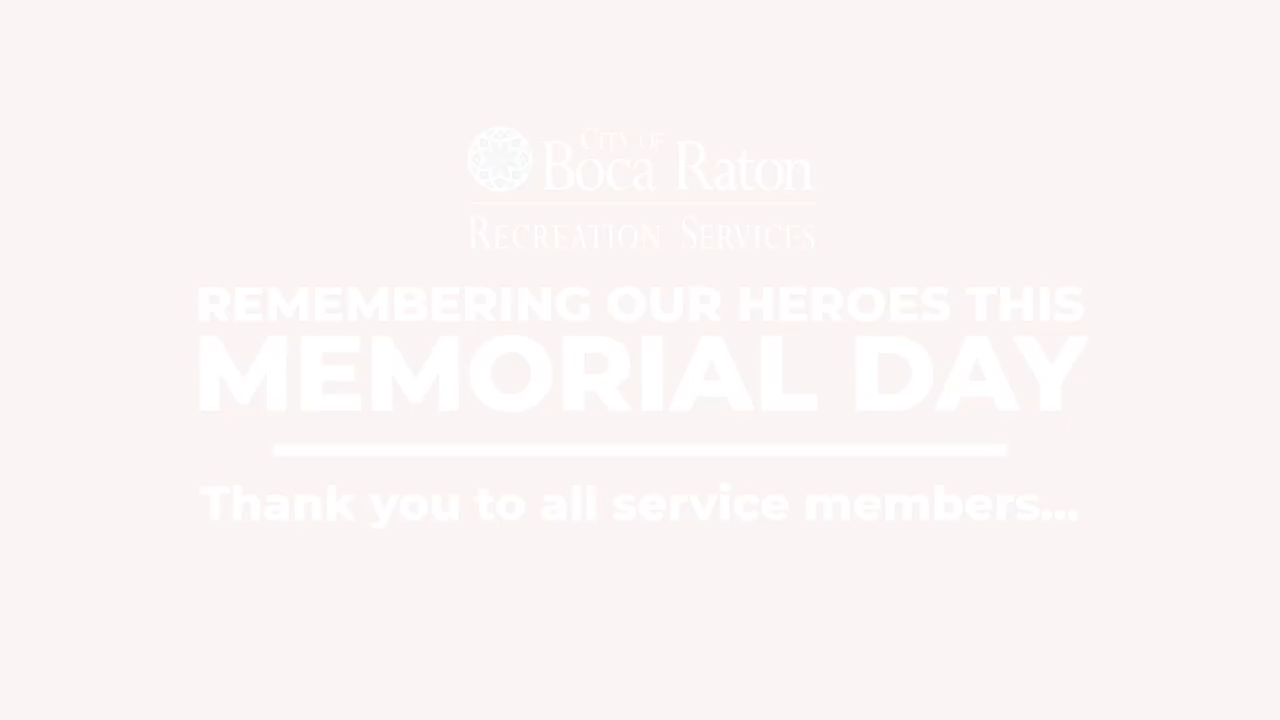 City of
Boca Raton
Recreation Services
REMEMBERING OUR HEROES THIS
MEMORIAL DAY
Thank you to all service members...